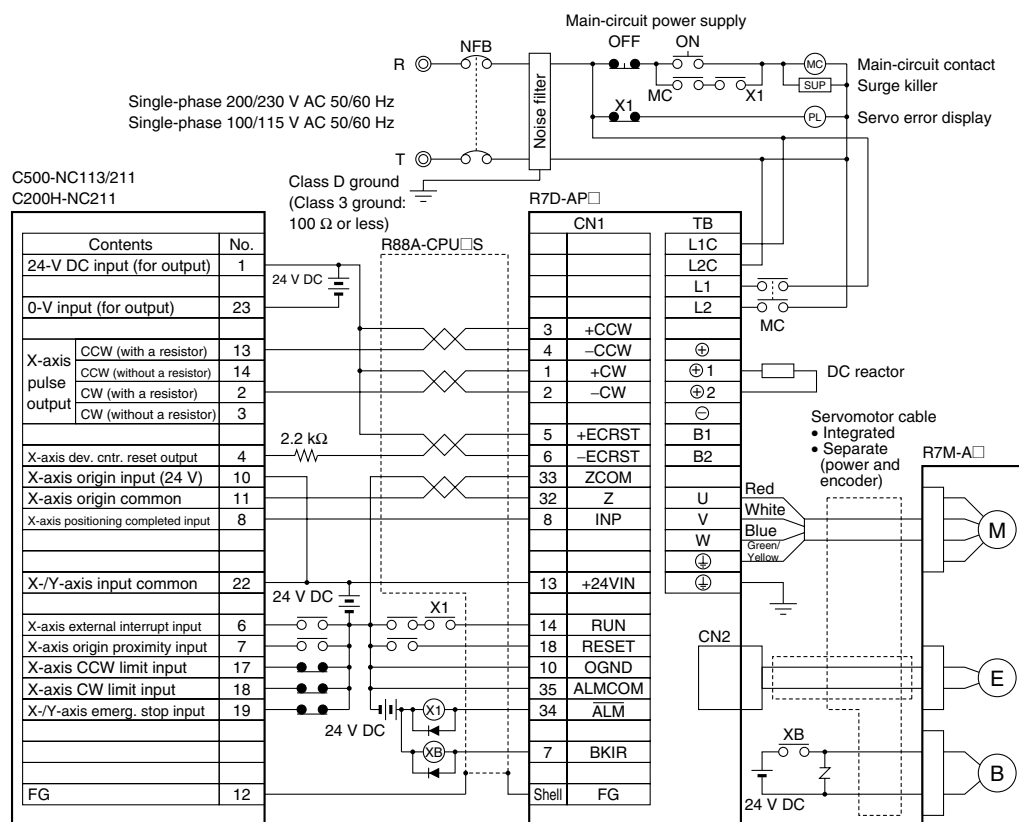 Main-circuit power supply
OFF ON
NFB
R
MC
Main-circuit contact
SUP
Surge killer
MC X1
X1
PL
Servo error display
Noise filter
Single-phase 200/230 V AC 50/60 Hz
Single-phase 100/115 V AC 50/60 Hz
T
C500-NC113/211
C200H-NC211
Class D ground
(Class 3 ground:
100 Ω or less)
R7D-AP□
R88A-CPU□S
Contents No.
24-V DC input (for output) 1
0-V input (for output) 23
X-axis pulse output
CCW (with a resistor) 13
CCW (without a resistor) 14
CW (with a resistor) 2
CW (without a resistor) 3
X-axis dev. cntr. reset output 4
X-axis origin input (24 V) 10
X-axis origin common 11
X-axis positioning completed input 8
X-/Y-axis input common 22
X-axis external interrupt input 6
X-axis origin proximity input 7
X-axis CCW limit input 17
X-axis CW limit input 18
X-/Y-axis emerg. stop input 19
FG 12
24 V DC
2.2 kΩ
24 V DC
X1
24 V DC
X1
XB
CN1
3 +CCW
4 −CCW
1 +CW
2 −CW
5 +ECRST
6 −ECRST
33 ZCOM
32 Z
8 INP
13 +24VIN
14 RUN
18 RESET
10 OGND
35 ALMCOM
34 ALM
7 BKIR
Shell FG
TB
L1C
L2C
L1
L2
⊕
⊕1
⊕2
⊖
B1
B2
U
V
W
MC
DC reactor
Servomotor cable
• Integrated
• Separate
(power and
encoder)
R7M-A□
Red
White
Blue
Green/
Yellow
M
CN2
E
XB
24 V DC
B